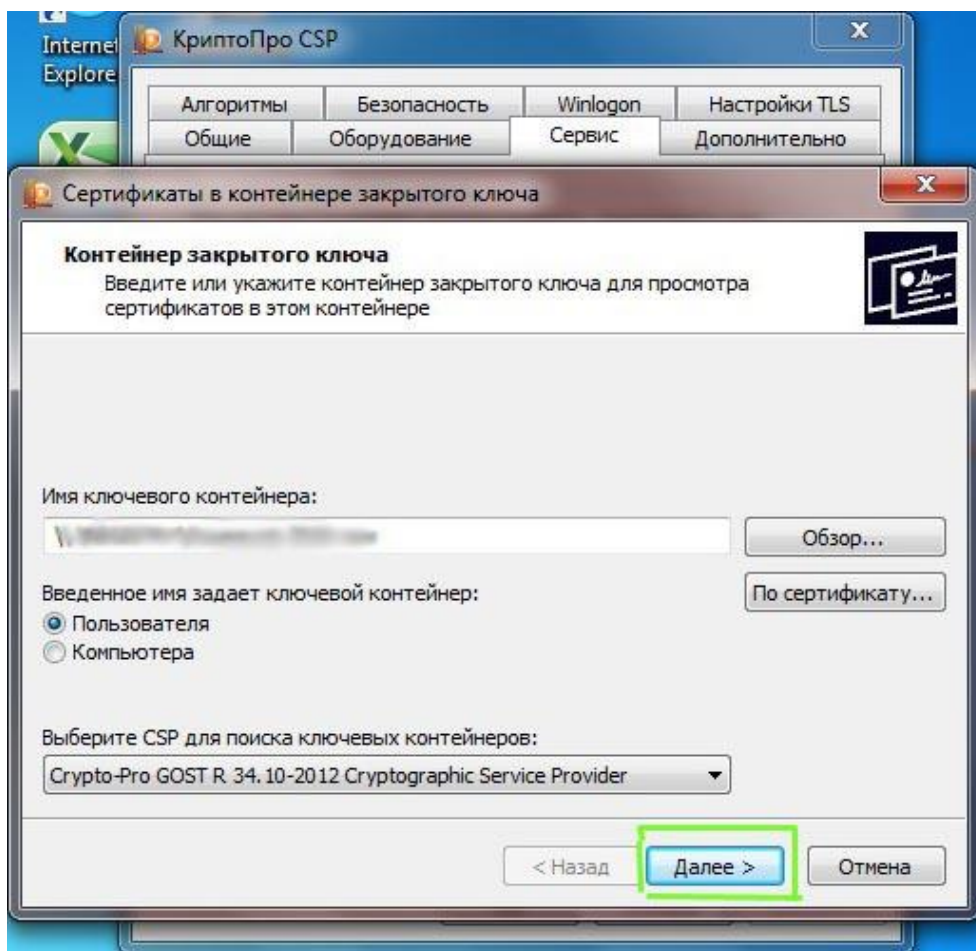 Internet
Explore
КриптоПро CSP
Алгоритмы Безопасность Winlogon Настройки TLS
Общие Оборудование Сервис Дополнительно
Сертификаты в контейнере закрытого ключа
Контейнер закрытого ключа
Введите или укажите контейнер закрытого ключа для просмотра
сертификатов в этом контейнере
Имя ключевого контейнера:
Обзор...
Введенное имя задает ключевой контейнер:
По сертификату...
Пользователя
Компьютера
Выберите CSP для поиска ключевых контейнеров:
Crypto-Pro GOST R 34.10-2012 Cryptographic Service Provider
< Назад Далее > Отмена